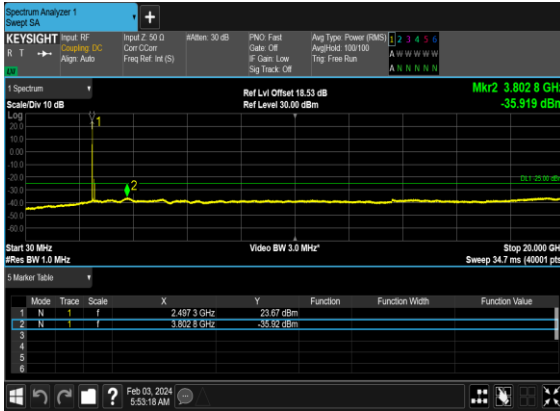 Spectrum Analyzer 1
Swept SA
+
KEYSIGHT Input: RF Input Z: 50 Ω #Atten: 30 dB PNO: Fast Avg Type: Power (RMS) 1 2 3 4 5 6
R T Coupling: DC Corr CCorr Gate: Off Avg|Hold: 100/100 A W W W W W
Align: Auto Freq Ref: Int (S) IF Gain: Low Trig: Free Run
LV Sig Track: Off A N N N N N
1 Spectrum Ref Lvl Offset 18.53 dB Mkr2 3.802 8 GHz
Scale/Div 10 dB Ref Level 30.00 dBm -35.919 dBm
Log
20.0
10.0
0.00
-10.0
-20.0
-30.0
-40.0
-50.0
-60.0
1
2
DL1 -25.00 dBm
Start 30 MHz Video BW 3.0 MHz* Stop 20.000 GHz
#Res BW 1.0 MHz Sweep 34.7 ms (40001 pts)
5 Marker Table
Mode Trace Scale X Y Function Function Width Function Value
1 N 1 f 2.497 3 GHz 23.67 dBm
2 N 1 f 3.802 8 GHz -35.92 dBm
3
4
5
6
? Feb 03, 2024
5:53:18 AM